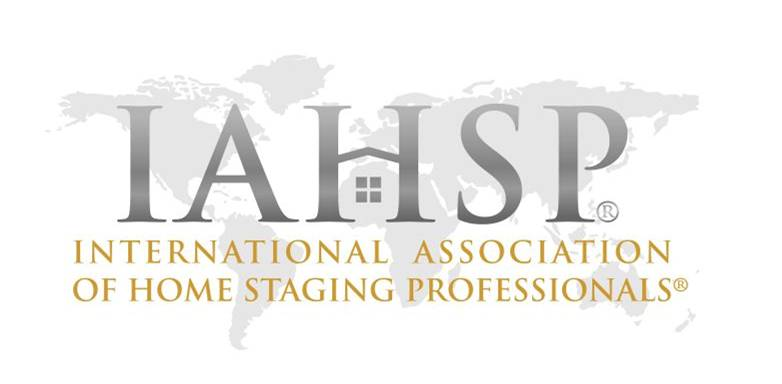 IAHSP®
INTERNATIONAL ASSOCIATION
OF HOME STAGING PROFESSIONALS®